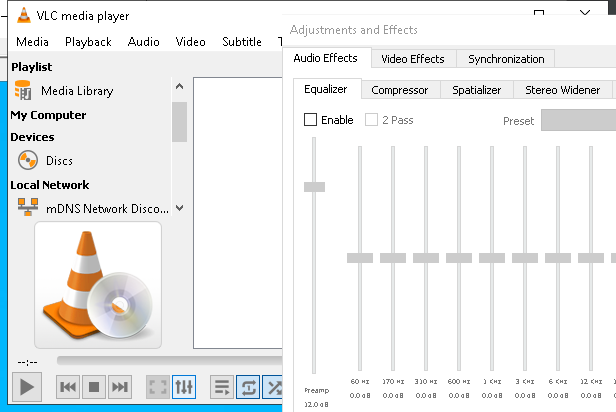 VLC media player
Media Playback Audio Video Subtitle
Playlist
Media Library
My Computer
Devices
Discs
Local Network
mDNS Network Disco...
--:--
Adjustments and Effects
Audio Effects Video Effects Synchronization
Equalizer Compressor Spatializer Stereo Widener
Enable 2 Pass Preset
60 Hz 170 Hz 310 Hz 600 Hz 1 KHz 3 KHz 6 KHz 12 KHz
Preamp 0.0 dB 0.0 dB 0.0 dB 0.0 dB 0.0 dB 0.0 dB 0.0 dB 0.0 dB
12.0 dB